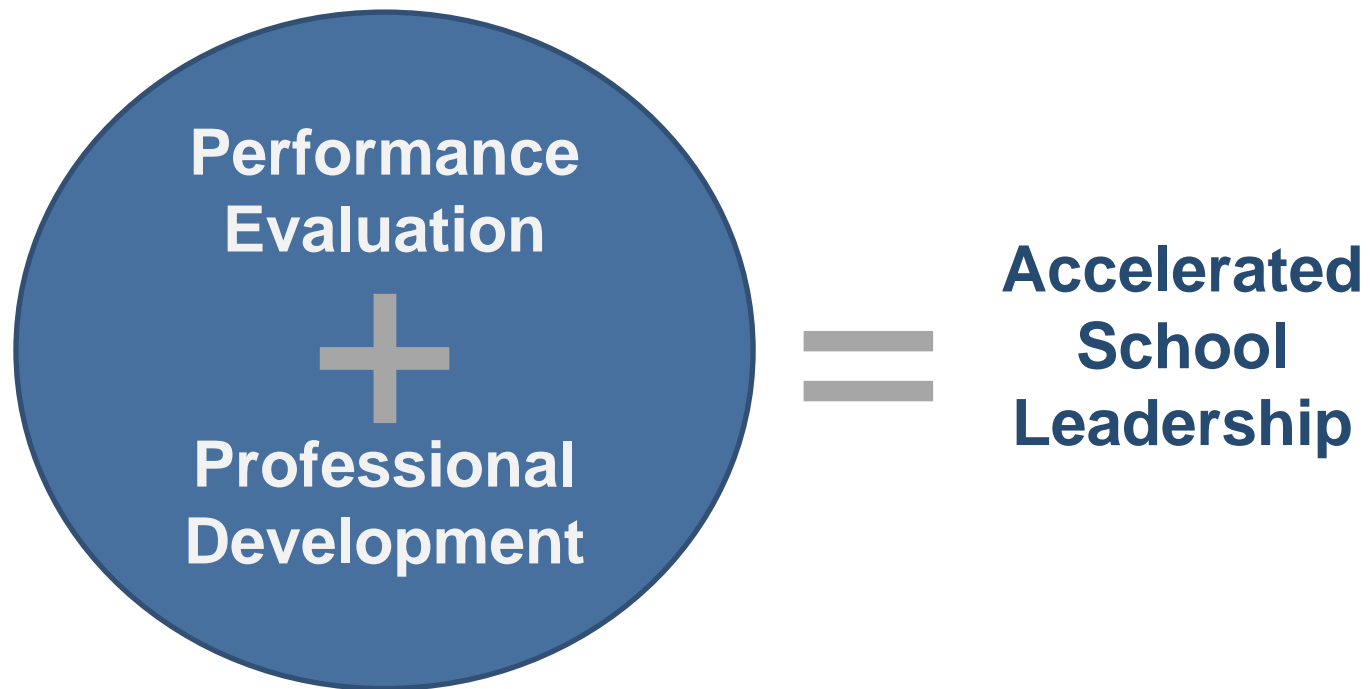 Performance
Evaluation
+
Professional
Development
=
Accelerated
School
Leadership